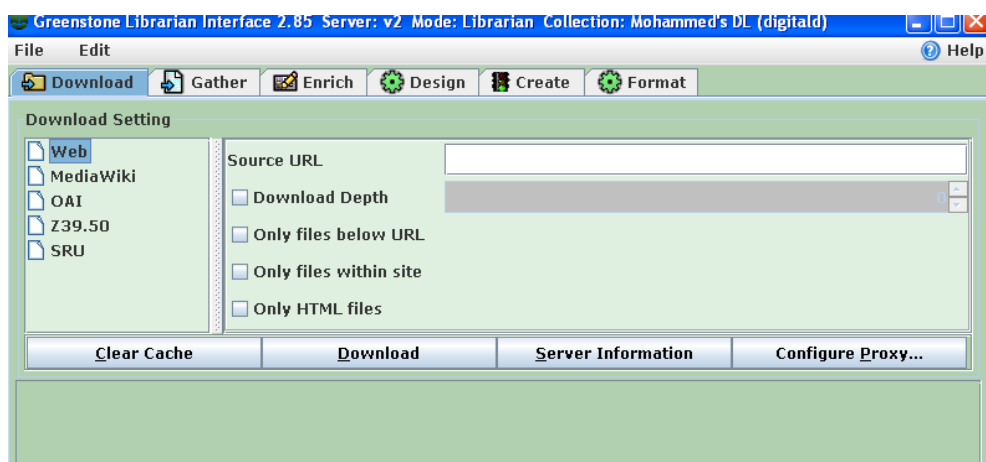 Greenstone Librarian Interface 2.85 Server: v2 Mode: Librarian Collection: Mohammed's DL (digitald)
File Edit Help
Download Gather Enrich Design Create Format
Download Setting
Web
MediaWiki
OAI
Z39.50
SRU
Source URL
Download Depth 0
Only files below URL
Only files within site
Only HTML files
Clear Cache Download Server Information Configure Proxy...